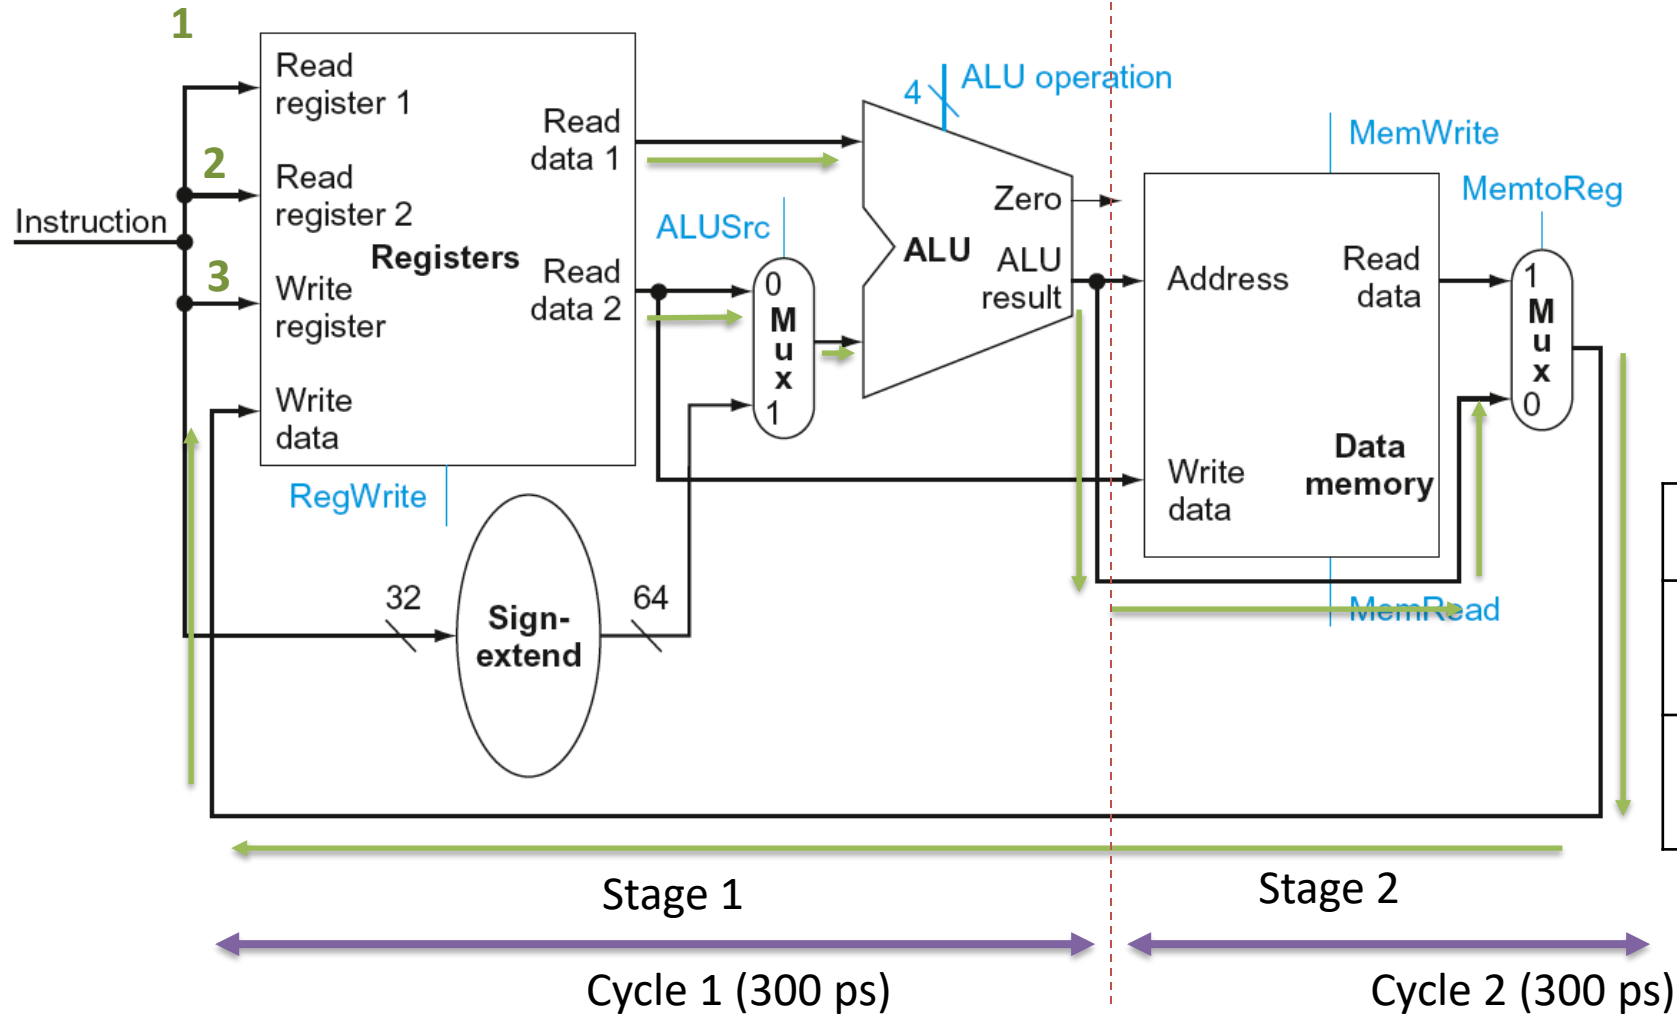 1
Read
register 1
2
Read
register 2
Instruction
3
Write
register
Write
data
Registers
Read
data 1
Read
data 2
RegWrite
32
Sign-
extend
64
ALUSrc
0
M
u
x
1
4
ALU operation
Zero
ALU
ALU
result
MemWrite
Address
Read
data
Write
data
Data
memory
MemRead
MemtoReg
1
M
u
x
0
Stage 1
Stage 2
Cycle 1 (300 ps)
Cycle 2 (300 ps)